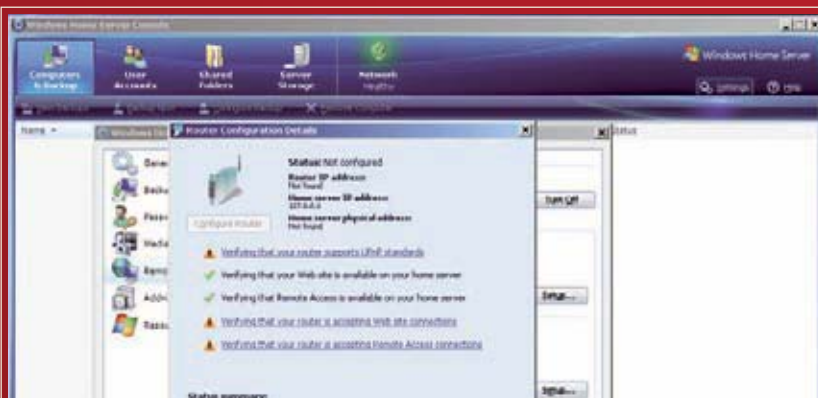 Windows Home Server Console
Computers & Backup
User Accounts
Shared Folders
Server Storage
Network
Healthy
Windows Home Server
Settings
Help
Name
Status
Router Configuration Details
Status: Not configured
Router IP address:
Not found
Home server IP address:
Home server physical address:
Not found
Configure Router
Turn Off
Verifying that your router supports UPnP standards
Verifying that your Web site is available on your home server
Verifying that Remote Access is available on your home server
Setup...
Verifying that your router is accepting Web site connections
Verifying that your router is accepting Remote Access connections
Status summary:
Setup...